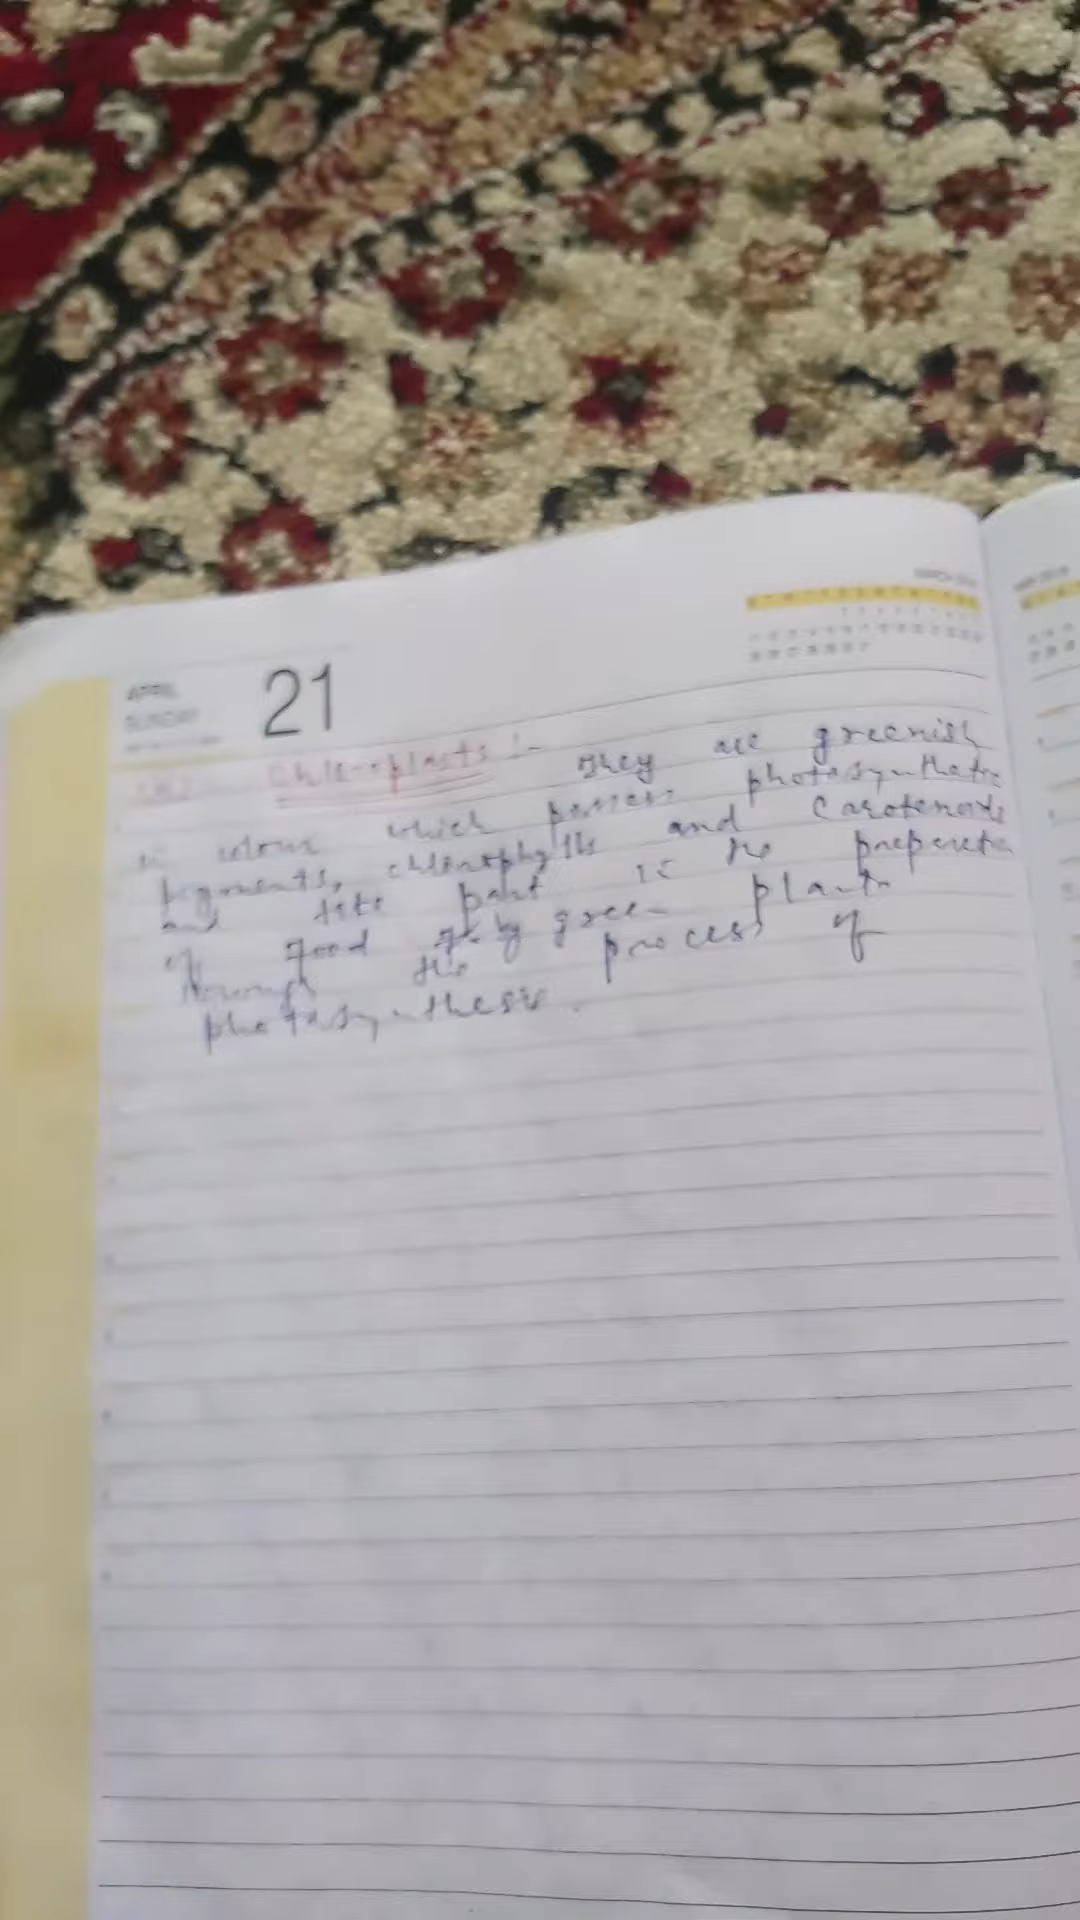 APRIL
SUNDAY
21
Chloroplasts :-
They are greenish
in colour which possess photosynthetic
pigments, chlorophylls and Carotenoids
and take part is the
of food by green plants
through the process of
photosynthesis.